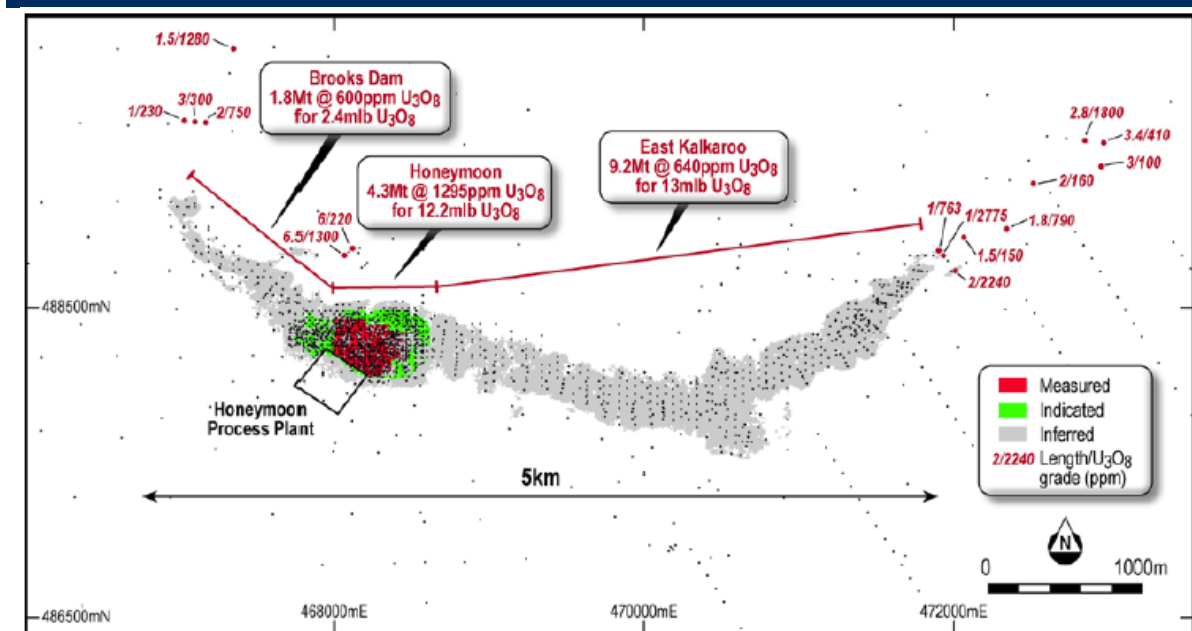 1.5/1260
Brooks Dam
1.8Mt @ 600ppm U₃O₈
for 2.4mlb U₃O₈
1/230
3/300
2/750
Honeymoon
4.3Mt @ 1295ppm U₃O₈
for 12.2mlb U₃O₈
East Kalkaroo
9.2Mt @ 640ppm U₃O₈
for 13mlb U₃O₈
2.8/1800
3.4/410
3/100
2/160
1.8/790
1/763
1/2775
1.5/150
2/2240
6/220
6.5/1300
488500mN
Honeymoon
Process Plant
5km
Measured
Indicated
Inferred
2/2240 Length/U₃O₈
grade (ppm)
N
0 1000m
486500mN
468000mE
470000mE
472000mE